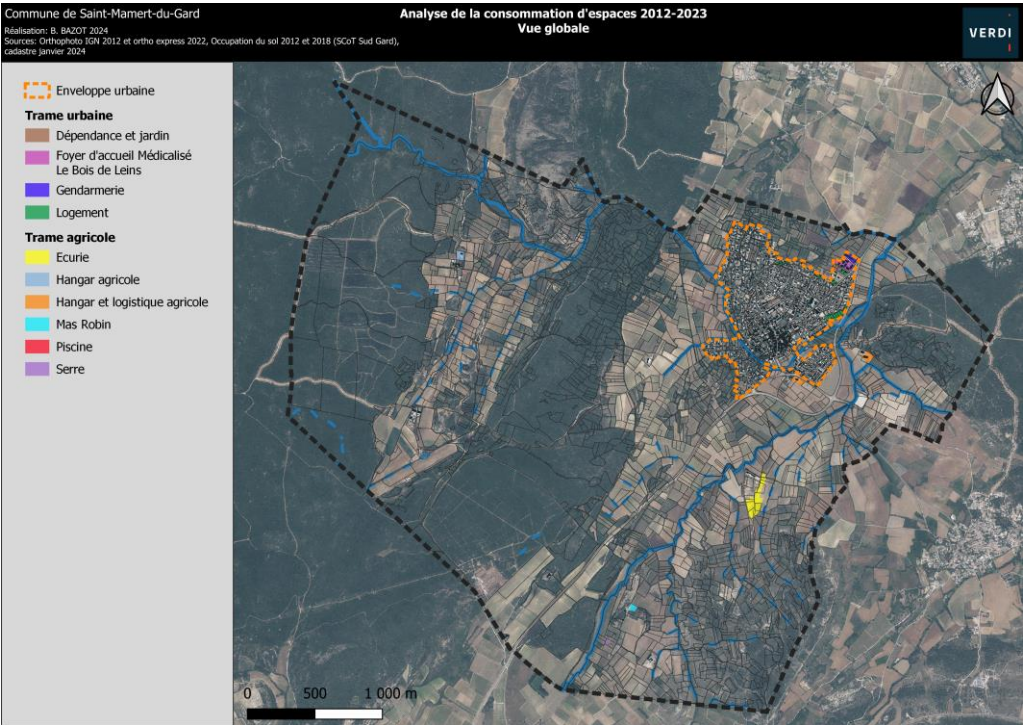 Commune de Saint-Mamert-du-Gard
Réalisation: B. BAZOT 2024
Sources: Orthophoto IGN 2012 et ortho express 2022, Occupation du sol 2012 et 2018 (SCoT Sud Gard),
cadastre janvier 2024
Analyse de la consommation d'espaces 2012-2023
Vue globale
VERDI
Enveloppe urbaine
Trame urbaine
Dépendance et jardin
Foyer d'accueil Médicalisé
Le Bois de Leins
Gendarmerie
Logement
Trame agricole
Ecurie
Hangar agricole
Hangar et logistique agricole
Mas Robin
Piscine
Serre
0 500 1 000 m